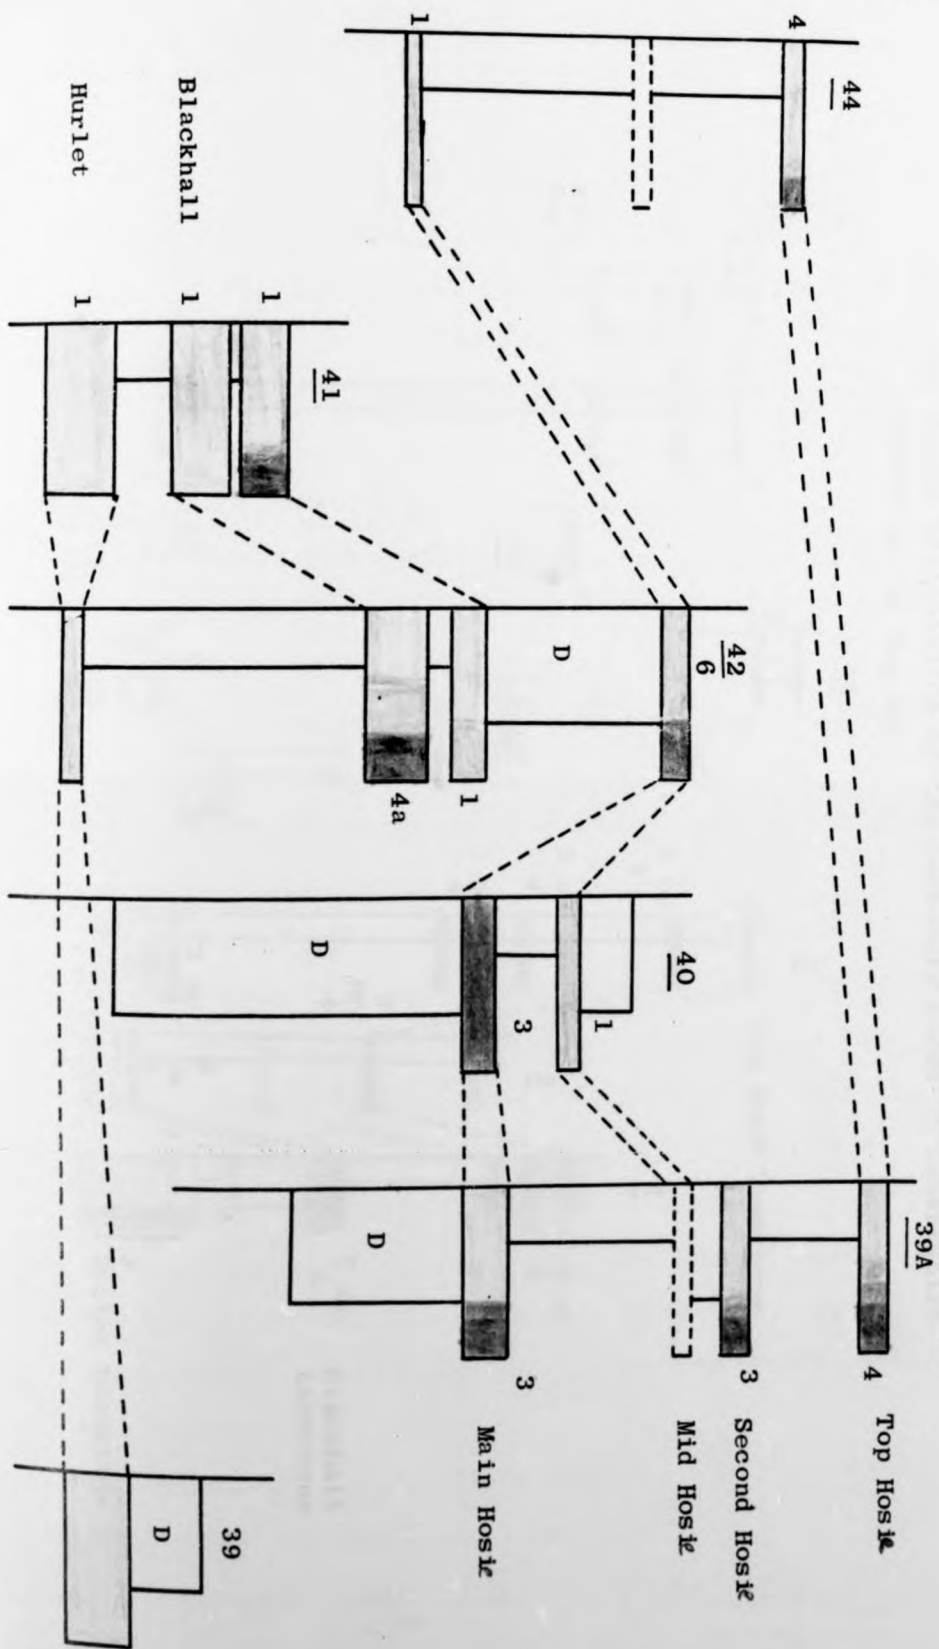 44
4
1
Blackhall
Hurlet
41
1
1
1
42
6
D
1
4a
40
1
3
D
39A
4
3
3
D
Top Hosie
Second Hosie
Mid Hosie
Main Hosie
39
D